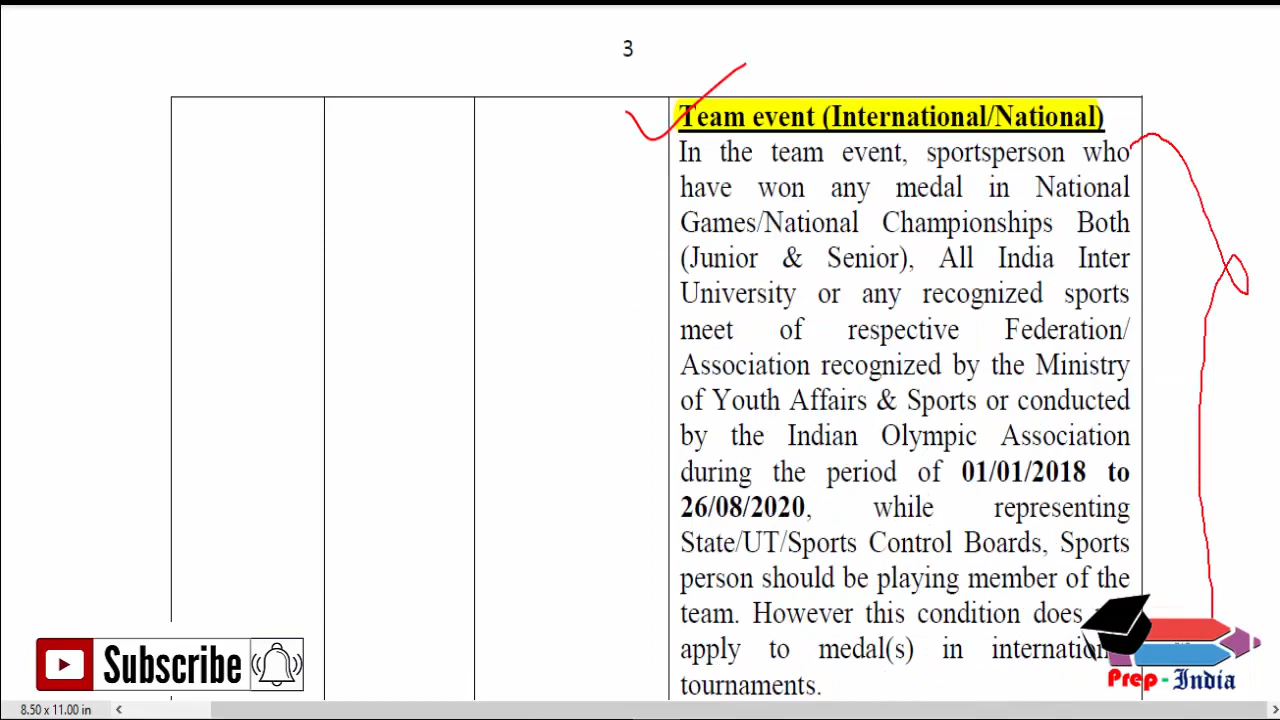 3
Team event (International/National)
In the team event, sportsperson who
have won any medal in National
Games/National Championships Both
(Junior & Senior), All India Inter
University or any recognized sports
meet of respective Federation/
Association recognized by the Ministry
of Youth Affairs & Sports or conducted
by the Indian Olympic Association
during the period of 01/01/2018 to
26/08/2020, while representing
State/UT/Sports Control Boards, Sports
person should be playing member of the
team. However this condition does
apply to medal(s) in internation
tournaments.
Subscribe
Prep-India
8.50 x 11.00 in